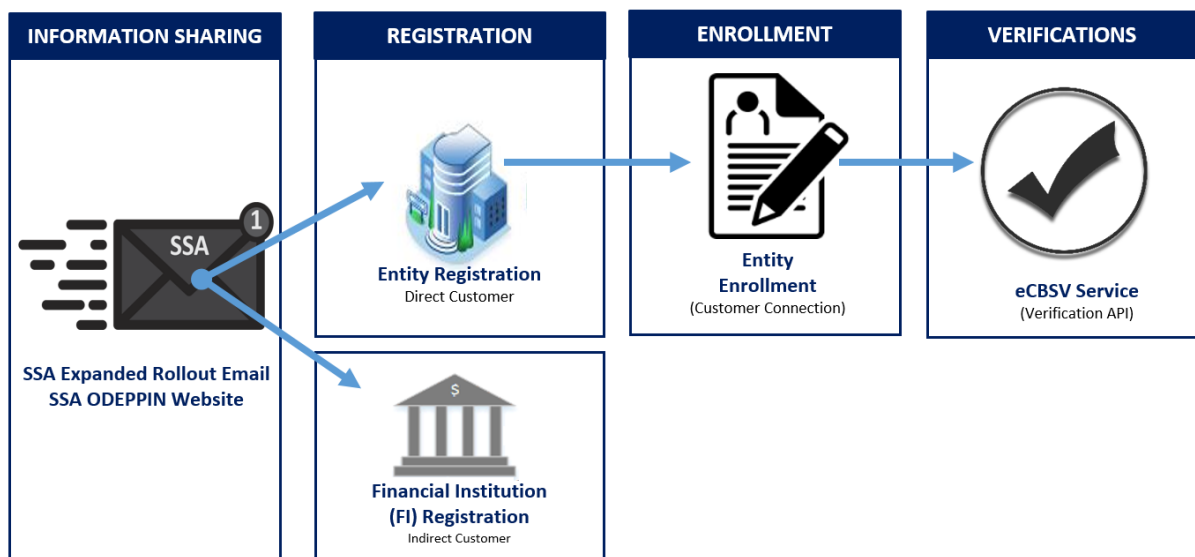 INFORMATION SHARING
SSA
1
SSA Expanded Rollout Email
SSA ODEPPIN Website
REGISTRATION
Entity Registration
Direct Customer
$
Financial Institution
(FI) Registration
Indirect Customer
ENROLLMENT
Entity
Enrollment
(Customer Connection)
VERIFICATIONS
eCBSV Service
(Verification API)